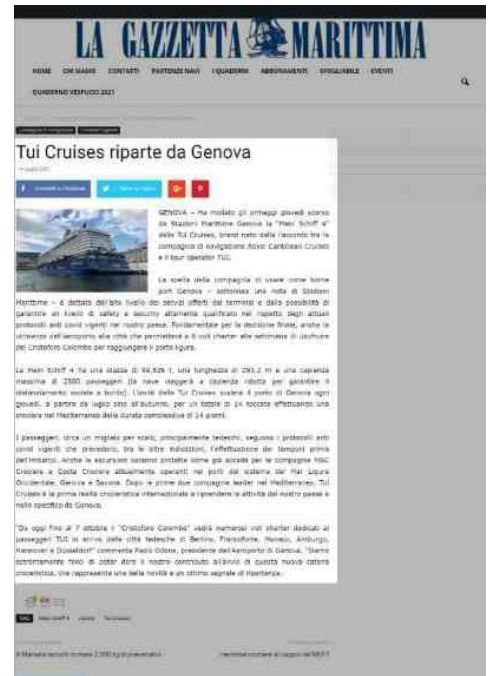 LA GAZZETTA MARITTIMA
HOME CHI SIAMO CONTATTI PARTENZE NAVI I QUADERNI ABBONAMENTI SFOGLIABILE EVENTI
QUADERNO VESPUCCI 2021
Tui Cruises riparte da Genova
GENOVA – Ha mollato gli ormeggi giovedì scorso
da Stazioni Marittime Genova la "Mein Schiff 4"
della Tui Cruises, brand nato dalla l'accordo tra la
compagnia di navigazione Royal Caribbean Cruises
e il tour operator TUI.
La scelta della compagnia di usare come home
port Genova – sottolinea una nota di Stazioni
Marittime – è dettata dall'alto livello dei servizi offerti dai terminal e dalla possibilità di
garantire un livello di safety e security altamente qualificato nel rispetto degli attuali
protocolli anti covid vigenti nel nostro paese. Fondamentale per la decisione finale, anche la
vicinanza dell'aeroporto alla città che permetterà a 8 voli charter alla settimana di usufruire
del Cristoforo Colombo per raggiungere il porto ligure.
La Mein Schiff 4 ha una stazza di 99,526 t, una lunghezza di 293,2 m e una capienza
massima di 2500 passeggeri (la nave viaggerà a capienza ridotta per garantire il
distanziamento sociale a bordo). L'unità della Tui Cruises scalerà il porto di Genova ogni
giovedì, a partire da luglio sino all'autunno, per un totale di 14 toccate effettuando una
crociera nel Mediterraneo della durata complessiva di 14 giorni.
I passeggeri, circa un migliaio per scalo, principalmente tedeschi, seguono i protocolli anti
covid vigenti che prevedono, tra le altre indicazioni, l'effettuazione dei tamponi prima
dell'imbarco. Anche le escursioni saranno protette come già accade per le compagnie MSC
Crociere e Costa Crociere attualmente operanti nei porti del sistema del Mar Ligure
Occidentale, Genova e Savona. Dopo le prime due compagnie leader nel Mediterraneo, Tui
Cruises è la prima realtà crocieristica internazionale a riprendere le attività dal nostro paese e
nello specifico da Genova.
"Da oggi fino al 7 ottobre il "Cristoforo Colombo" vedrà numerosi voli charter dedicati ai
passeggeri TUI in arrivo dalle città tedesche di Berlino, Francoforte, Monaco, Amburgo,
Hannover e Düsseldorf" commenta Paolo Odone, presidente dell'Aeroporto di Genova. "Siamo
estremamente felici di poter dare il nostro contributo all'avvio di questa nuova catena
crocieristica, che rappresenta una bella novità e un ottimo segnale di ripartenza.